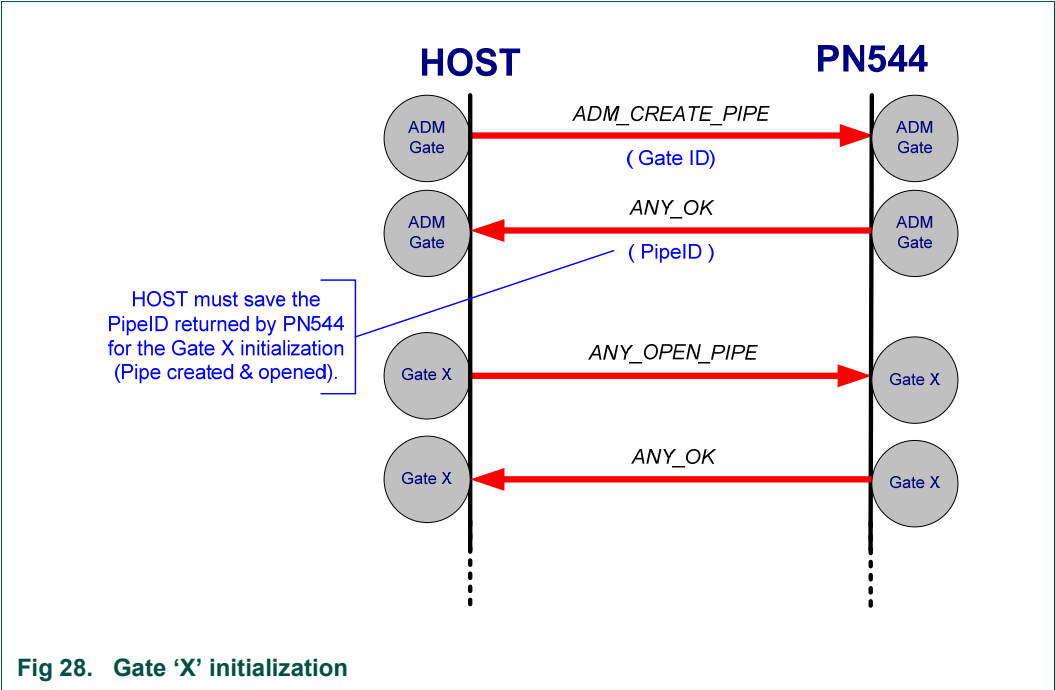 HOST
PN544
ADM
Gate
ADM_CREATE_PIPE
( Gate ID)
ADM
Gate
ADM
Gate
ANY_OK
( PipeID )
ADM
Gate
HOST must save the
PipeID returned by PN544
for the Gate X initialization
(Pipe created & opened).
Gate X
ANY_OPEN_PIPE
Gate X
Gate X
ANY_OK
Gate X
Fig 28. Gate ‘X’ initialization